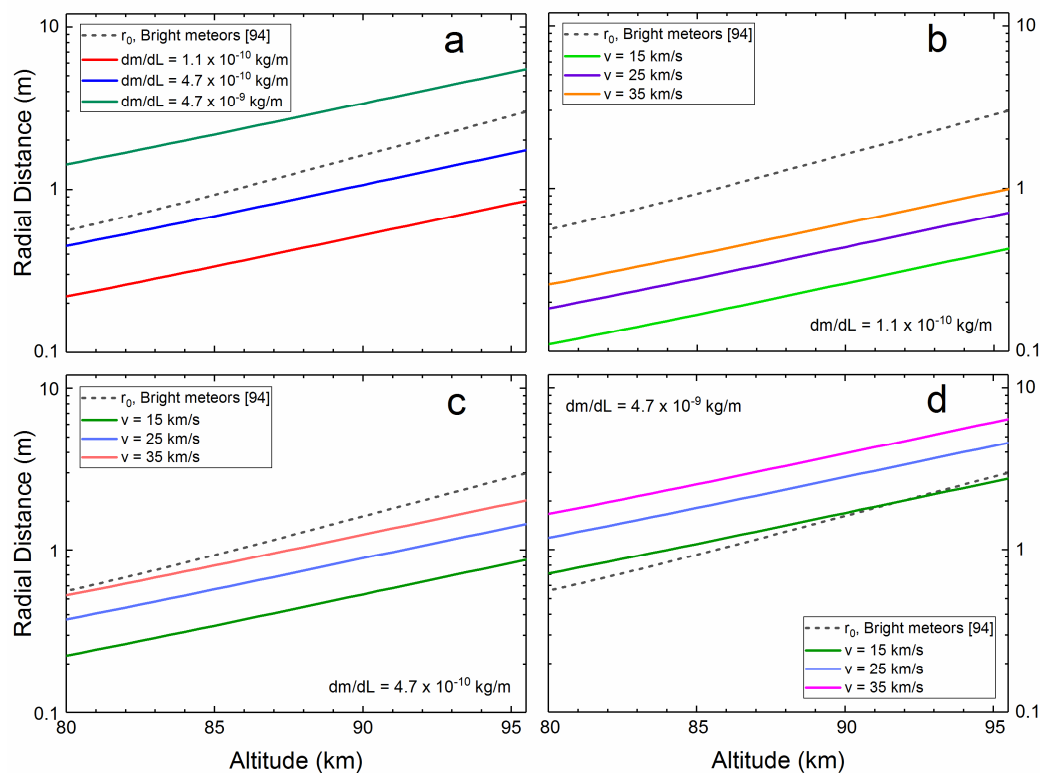 a
r₀, Bright meteors [94]
dm/dL = 1.1 x 10⁻¹⁰ kg/m
dm/dL = 4.7 x 10⁻¹⁰ kg/m
dm/dL = 4.7 x 10⁻⁹ kg/m
10
1
0.1
Radial Distance (m)
b
r₀, Bright meteors [94]
v = 15 km/s
v = 25 km/s
v = 35 km/s
dm/dL = 1.1 x 10⁻¹⁰ kg/m
10
1
0.1
c
r₀, Bright meteors [94]
v = 15 km/s
v = 25 km/s
v = 35 km/s
dm/dL = 4.7 x 10⁻¹⁰ kg/m
10
1
0.1
Radial Distance (m)
80
85
90
95
Altitude (km)
d
dm/dL = 4.7 x 10⁻⁹ kg/m
r₀, Bright meteors [94]
v = 15 km/s
v = 25 km/s
v = 35 km/s
10
1
0.1
80
85
90
95
Altitude (km)